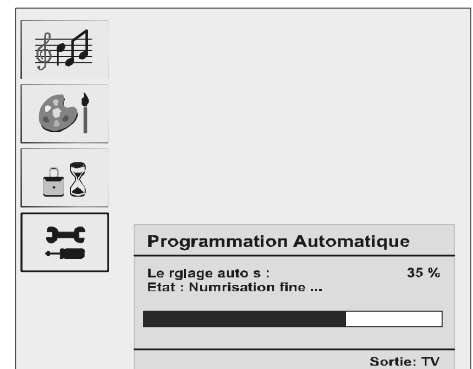 Programmation Automatique
Le rglage auto s : 35 %
Etat : Numrisation fine ...
Sortie: TV